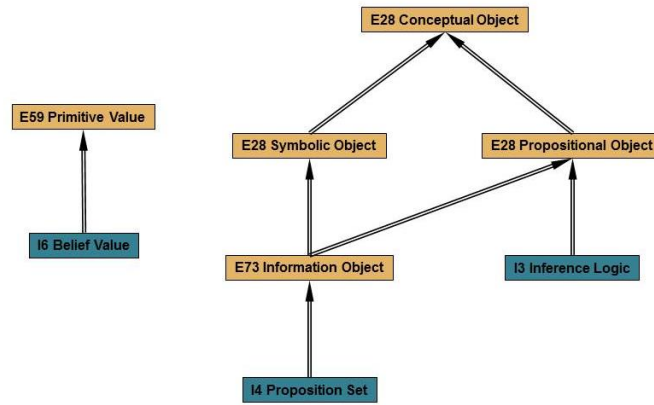 E28 Conceptual Object
E59 Primitive Value
E28 Symbolic Object
E28 Propositional Object
I6 Belief Value
E73 Information Object
I3 Inference Logic
I4 Proposition Set